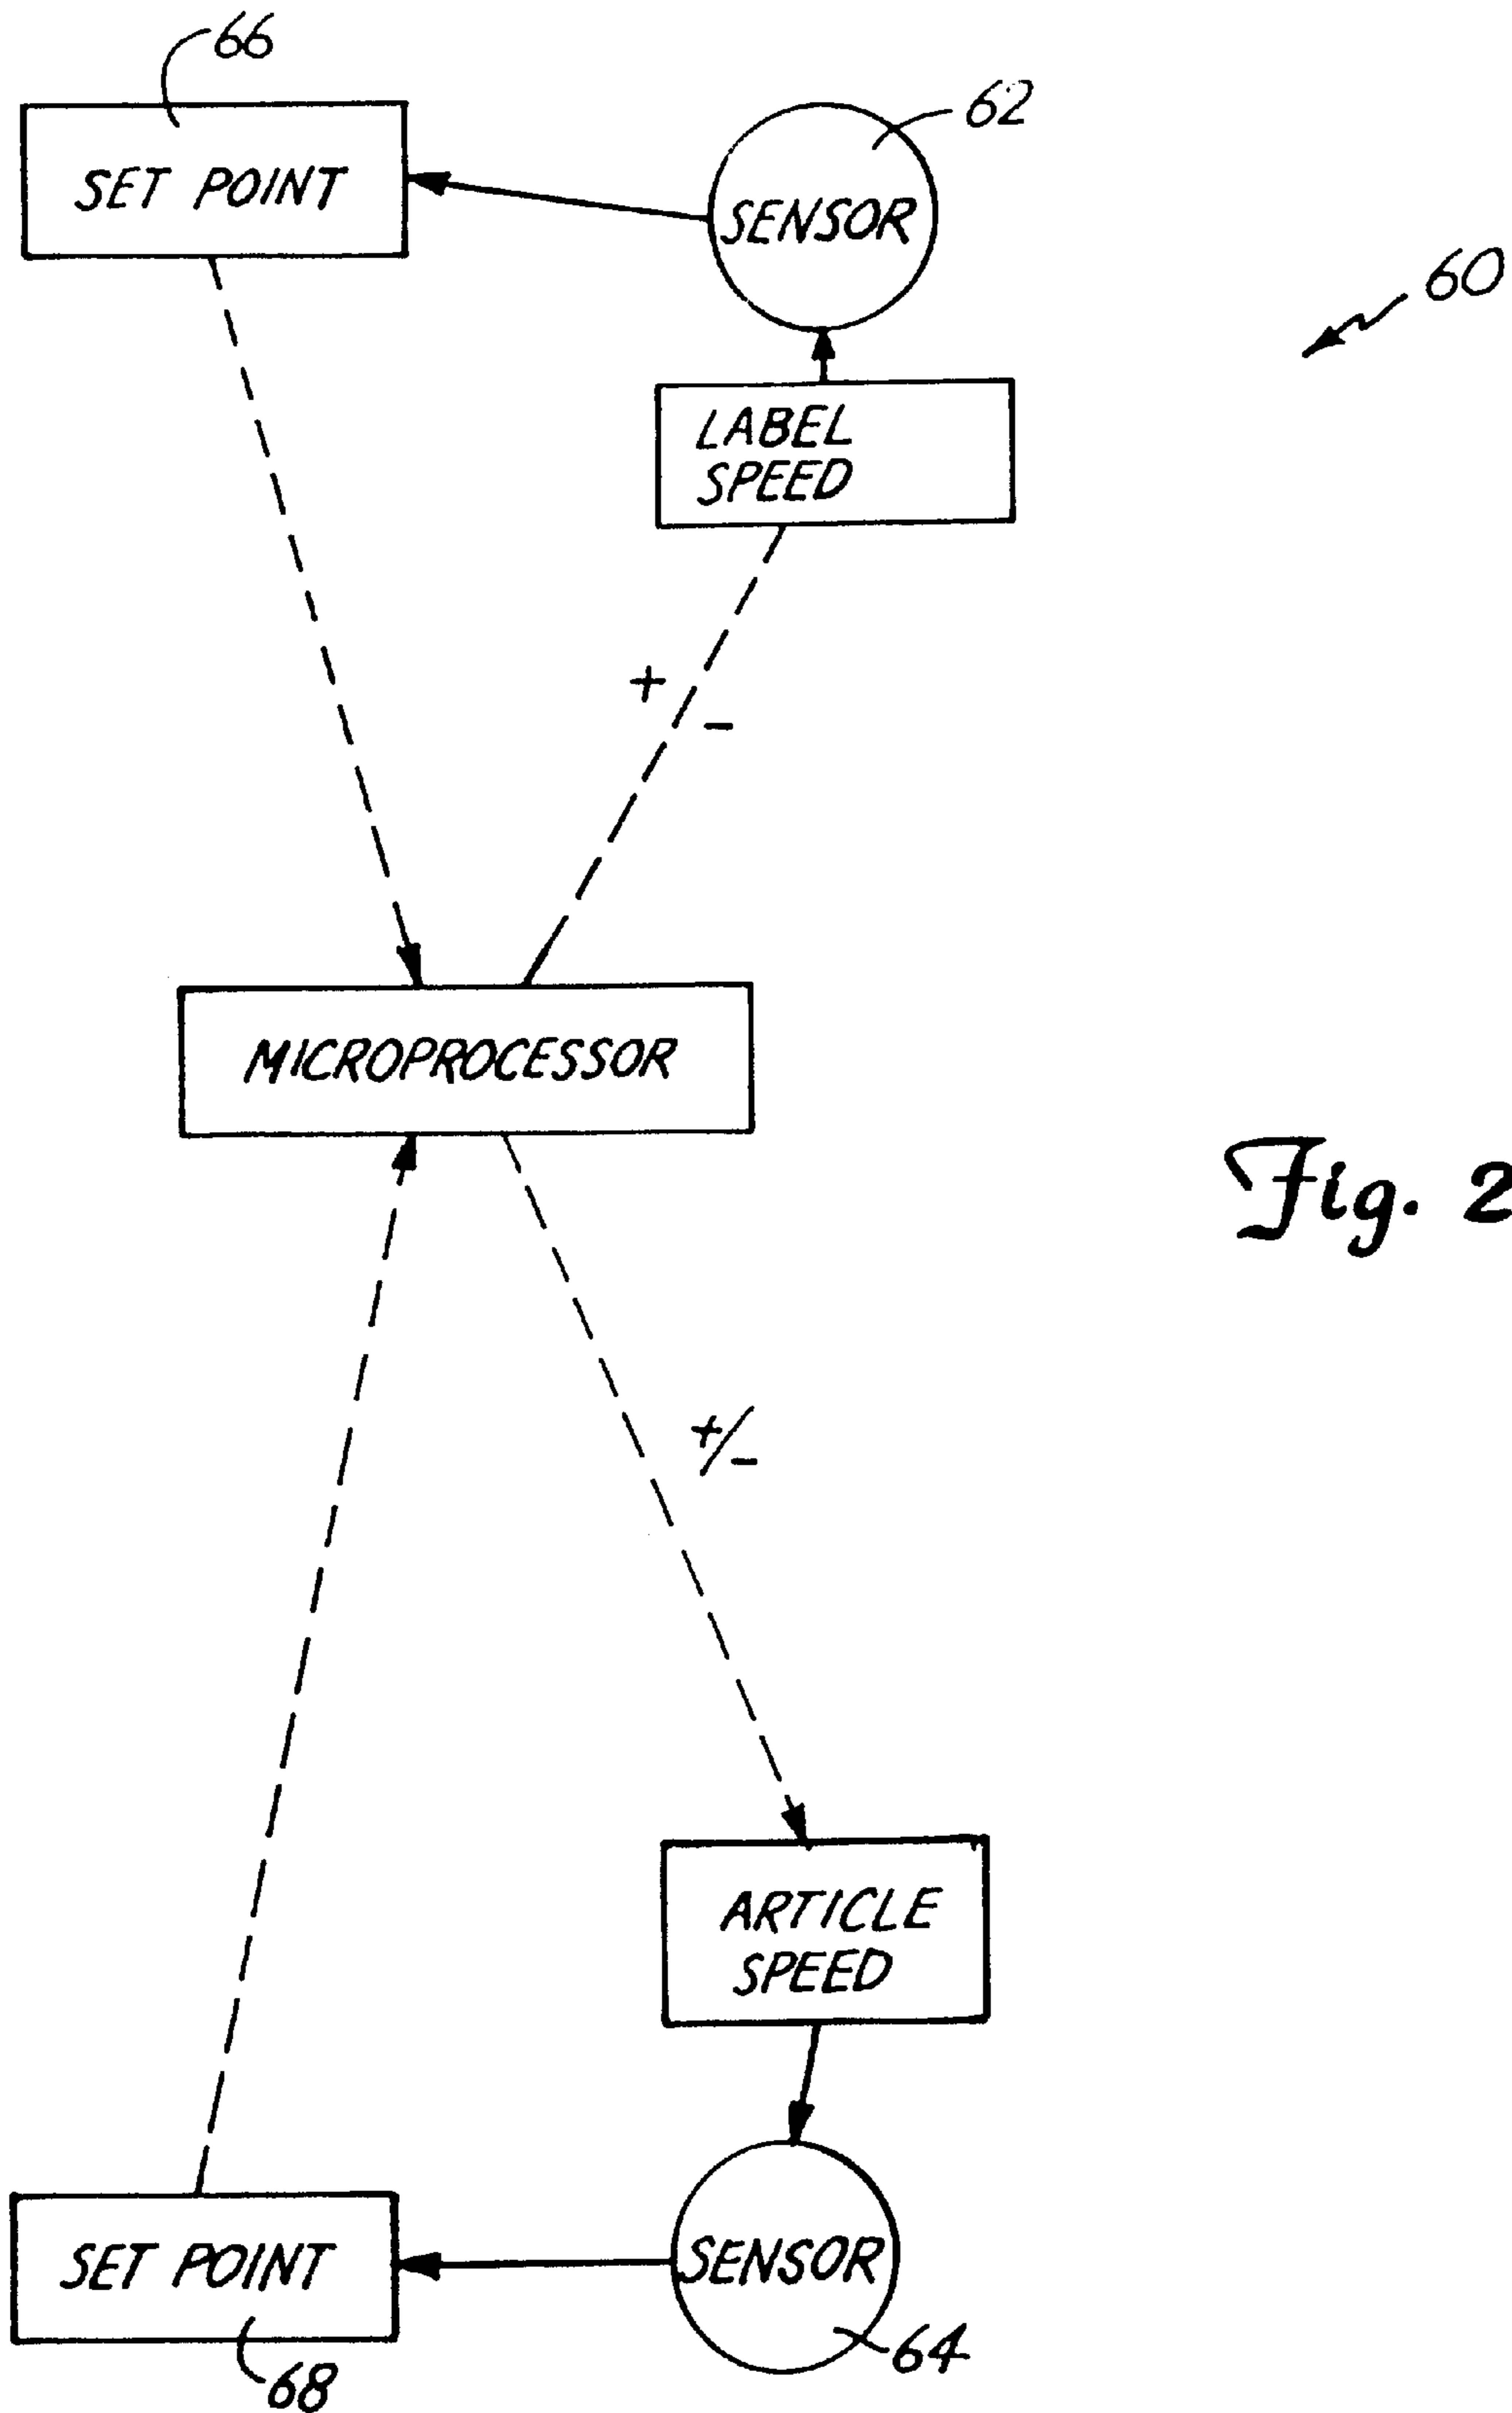 66
62
SET POINT
SENSOR
60
LABEL
SPEED
+/-
MICROPROCESSOR
Fig. 2
+/-
ARTICLE
SPEED
SET POINT
SENSOR
64
68